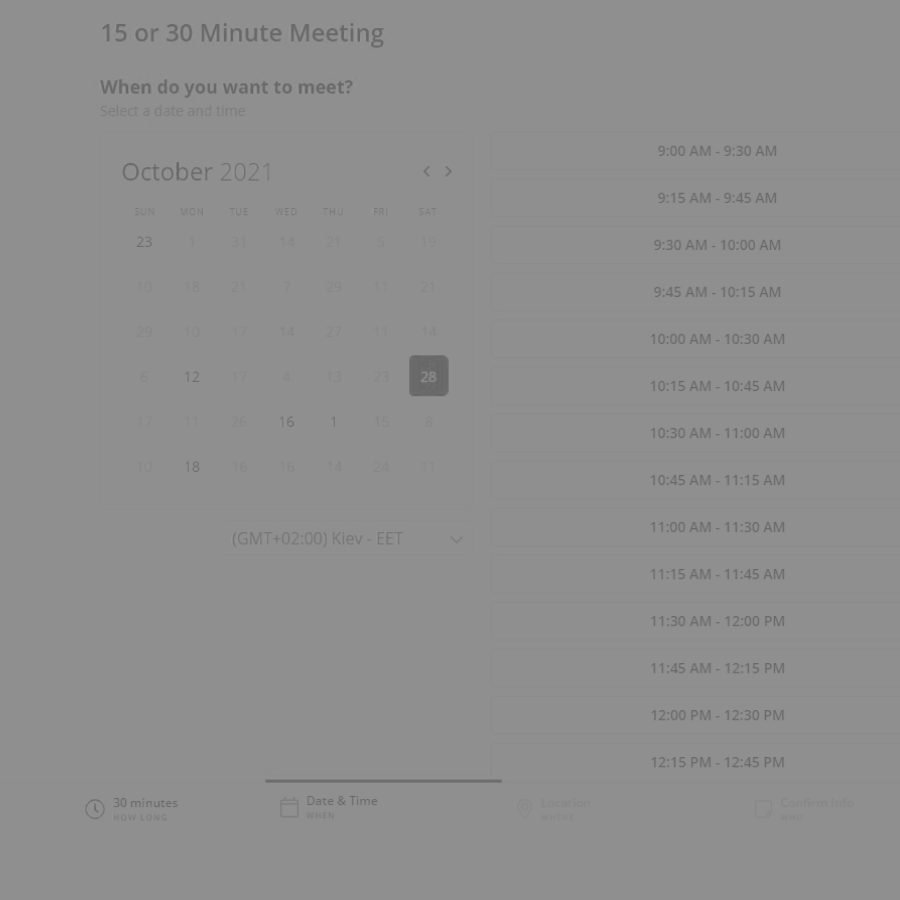 15 or 30 Minute Meeting
When do you want to meet?
Select a date and time
October 2021
SUN MON TUE WED THU FRI SAT
23 1 31 14 21 5 15
10 18 21 7 29 11 21
29 10 17 14 27 11 14
8 12 17 4 13 23 28
17 11 26 16 1 15 8
13 18 16 16 14 24 11
(GMT+02:00) Kiev - EET
9:00 AM - 9:30 AM
9:15 AM - 9:45 AM
9:30 AM - 10:00 AM
9:45 AM - 10:15 AM
10:00 AM - 10:30 AM
10:15 AM - 10:45 AM
10:30 AM - 11:00 AM
10:45 AM - 11:15 AM
11:00 AM - 11:30 AM
11:15 AM - 11:45 AM
11:30 AM - 12:00 PM
11:45 AM - 12:15 PM
12:00 PM - 12:30 PM
12:15 PM - 12:45 PM
30 minutes
HOW LONG
Date & Time
WHEN
Location
WHERE
Confirm Info
WHO